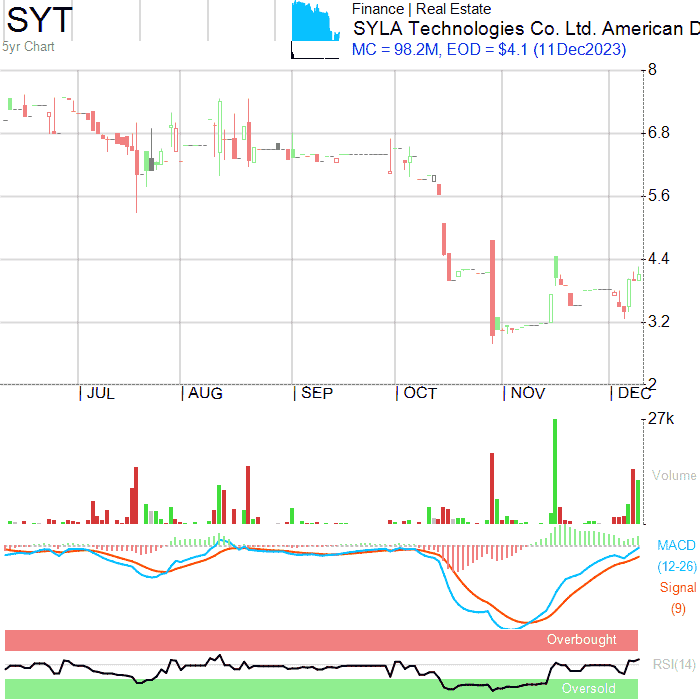 SYT
5yr Chart
Finance | Real Estate
SYLA Technologies Co. Ltd. American D
MC = 98.2M, EOD = $4.1 (11Dec2023)
8
6.8
5.6
4.4
3.2
2
JUL
AUG
SEP
OCT
NOV
DEC
27k
Volume
MACD
(12-26)
Signal
(9)
Overbought
RSI(14)
Oversold